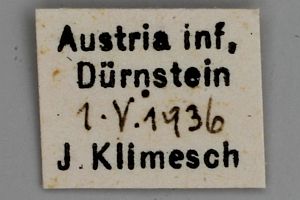 Austria inf,
Dürnstein
1.V.1936
J. Klimesch